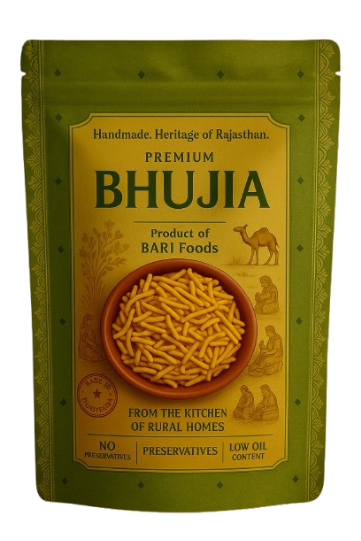 Handmade. Heritage of Rajasthan.
PREMIUM
BHUJIA
Product of
BARI Foods
FROM THE KITCHEN
OF RURAL HOMES
NO
PRESERVATIVES
PRESERVATIVES
LOW OIL
CONTENT